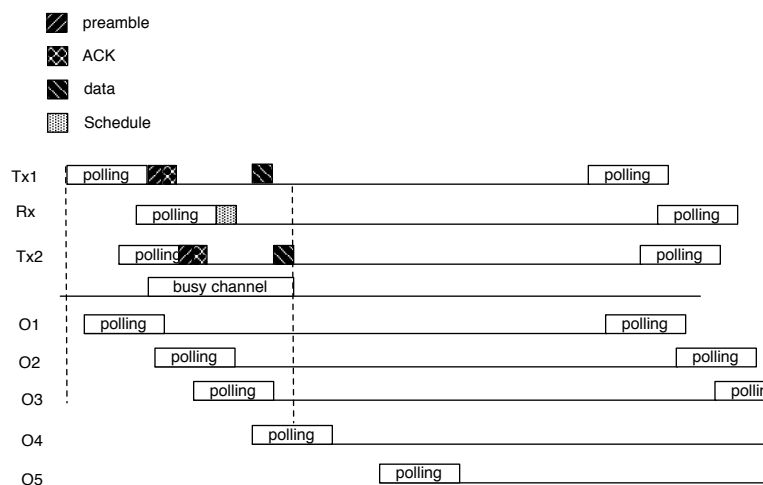 preamble
ACK
data
Schedule
Tx1 polling polling
Rx polling polling
Tx2 polling polling
busy channel
O1 polling polling
O2 polling polling
O3 polling pollin
O4 polling
O5 polling